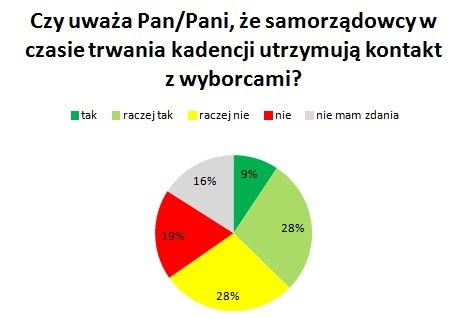 Czy uważa Pan/Pani, że samorządowcy w
czasie trwania kadencji utrzymują kontakt
z wyborcami?
tak raczej tak raczej nie nie nie mam zdania
9%
28%
28%
19%
16%